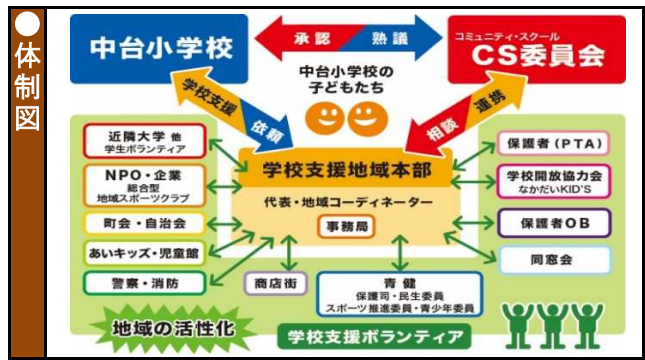 ●体制図
中台小学校
承認
熟議
コミュニティ・スクール
CS委員会
中台小学校の
子どもたち
学校支援
依頼
相談
連携
学校支援地域本部
代表・地域コーディネーター
事務局
近隣大学 他
学生ボランティア
NPO・企業
総合型
地域スポーツクラブ
町会・自治会
あいキッズ・児童館
警察・消防
商店街
青健
保護司・民生委員
スポーツ推進委員・青少年委員
保護者(PTA)
学校開放協力会
なかだいKID'S
保護者OB
同窓会
地域の活性化
学校支援ボランティア